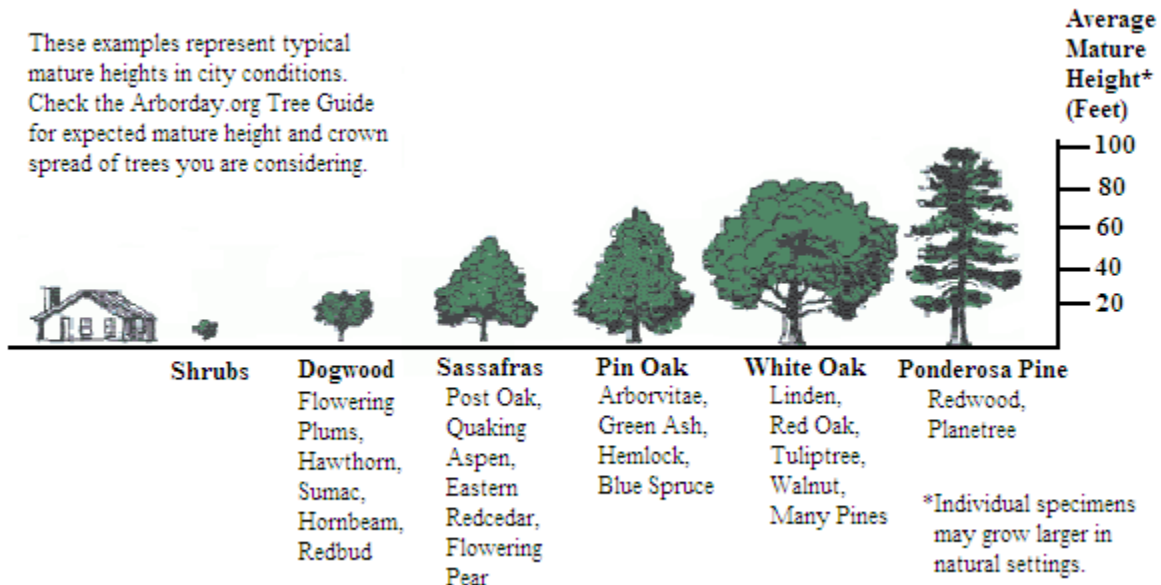 These examples represent typical
mature heights in city conditions.
Check the Arborday.org Tree Guide
for expected mature height and crown
spread of trees you are considering.
Average
Mature
Height*
(Feet)
100
80
60
40
20
Shrubs
Dogwood
Flowering
Plums,
Hawthorn,
Sumac,
Hornbeam,
Redbud
Sassafras
Post Oak,
Quaking
Aspen,
Eastern
Redcedar,
Flowering
Pear
Pin Oak
Arborvitae,
Green Ash,
Hemlock,
Blue Spruce
White Oak
Linden,
Red Oak,
Tuliptree,
Walnut,
Many Pines
Ponderosa Pine
Redwood,
Planetree
*Individual specimens
may grow larger in
natural settings.